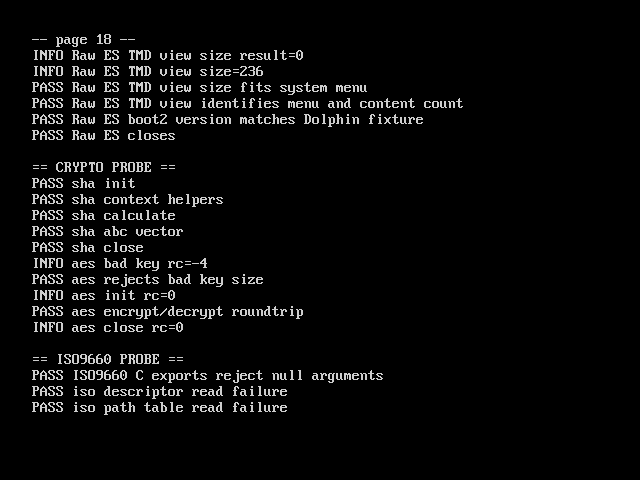 -- page 18 --
INFO Raw ES TMD view size result=0
INFO Raw ES TMD view size=236
PASS Raw ES TMD view size fits system menu
PASS Raw ES TMD view identifies menu and content count
PASS Raw ES boot2 version matches Dolphin fixture
PASS Raw ES closes
== CRYPTO PROBE ==
PASS sha init
PASS sha context helpers
PASS sha calculate
PASS sha abc vector
PASS sha close
INFO aes bad key rc=-4
PASS aes rejects bad key size
INFO aes init rc=0
PASS aes encrypt/decrypt roundtrip
INFO aes close rc=0
== ISO9660 PROBE ==
PASS ISO9660 C exports reject null arguments
PASS iso descriptor read failure
PASS iso path table read failure